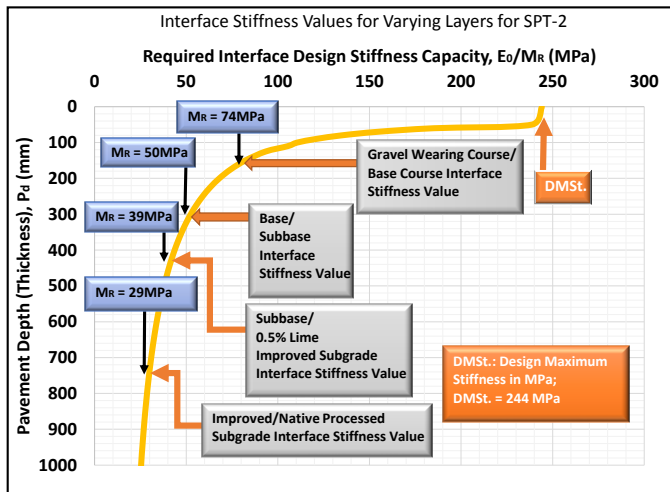 Interface Stiffness Values for Varying Layers for SPT-2
Required Interface Design Stiffness Capacity, E₀/MR (MPa)
0 50 100 150 200 250 300
Pavement Depth (Thickness), Pd (mm)
0
100
200
300
400
500
600
700
800
900
1000
MR = 74MPa
MR = 50MPa
MR = 39MPa
MR = 29MPa
Gravel Wearing Course/
Base Course Interface
Stiffness Value
DMSt.
Base/
Subbase
Interface
Stiffness Value
Subbase/
0.5% Lime
Improved Subgrade
Interface Stiffness Value
Improved/Native Processed
Subgrade Interface Stiffness Value
DMSt.: Design Maximum
Stiffness in MPa;
DMSt. = 244 MPa